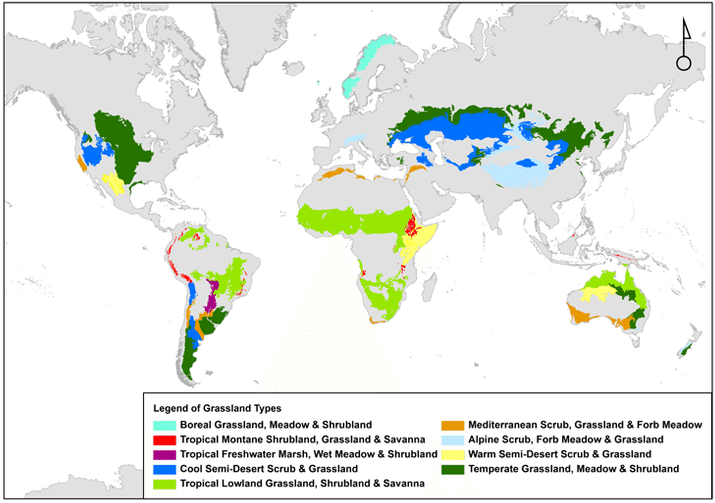 Legend of Grassland Types
Boreal Grassland, Meadow & Shrubland
Tropical Montane Shrubland, Grassland & Savanna
Tropical Freshwater Marsh, Wet Meadow & Shrubland
Cool Semi-Desert Scrub & Grassland
Tropical Lowland Grassland, Shrubland & Savanna
Mediterranean Scrub, Grassland & Forb Meadow
Alpine Scrub, Forb Meadow & Grassland
Warm Semi-Desert Scrub & Grassland
Temperate Grassland, Meadow & Shrubland